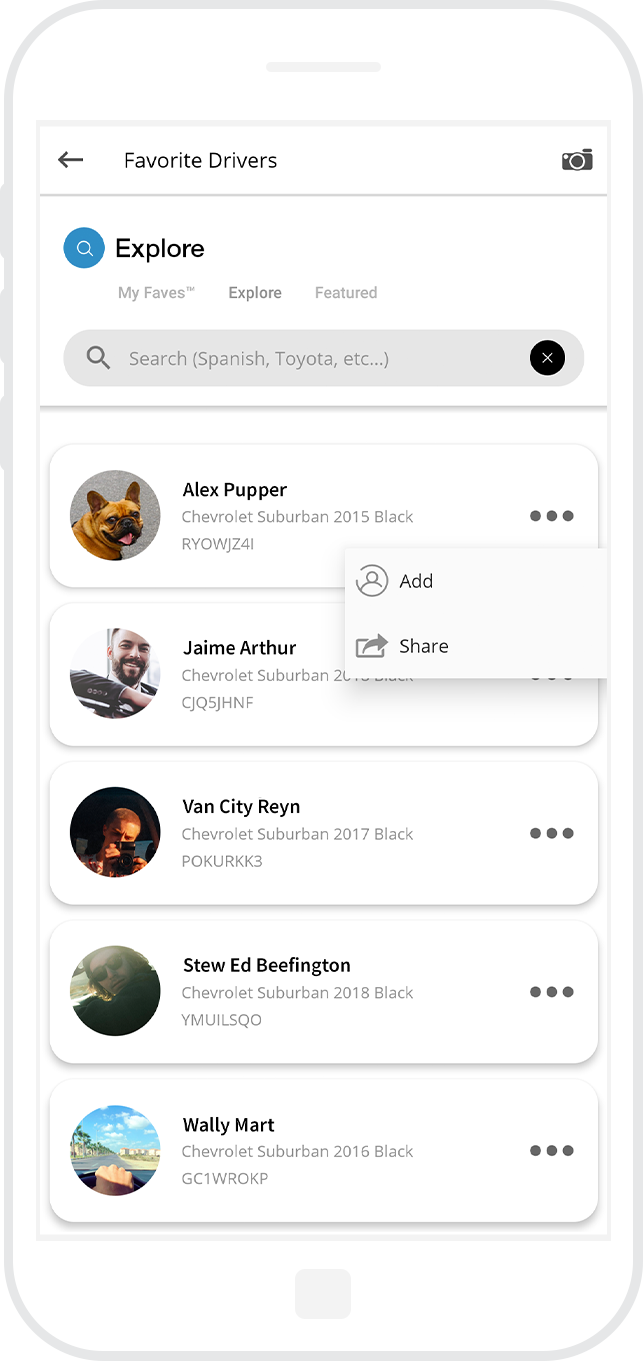 Favorite Drivers
Explore
My Faves™ Explore Featured
Search (Spanish, Toyota, etc...)
Alex Pupper
Chevrolet Suburban 2015 Black
RYOWJZ4I
Add
Jaime Arthur
Share
Chevrolet Suburban 2018 Black
CJQ5JHNF
Van City Reyn
Chevrolet Suburban 2017 Black
POKURKK3
Stew Ed Beefington
Chevrolet Suburban 2018 Black
YMUILSQO
Wally Mart
Chevrolet Suburban 2016 Black
GC1WROKP